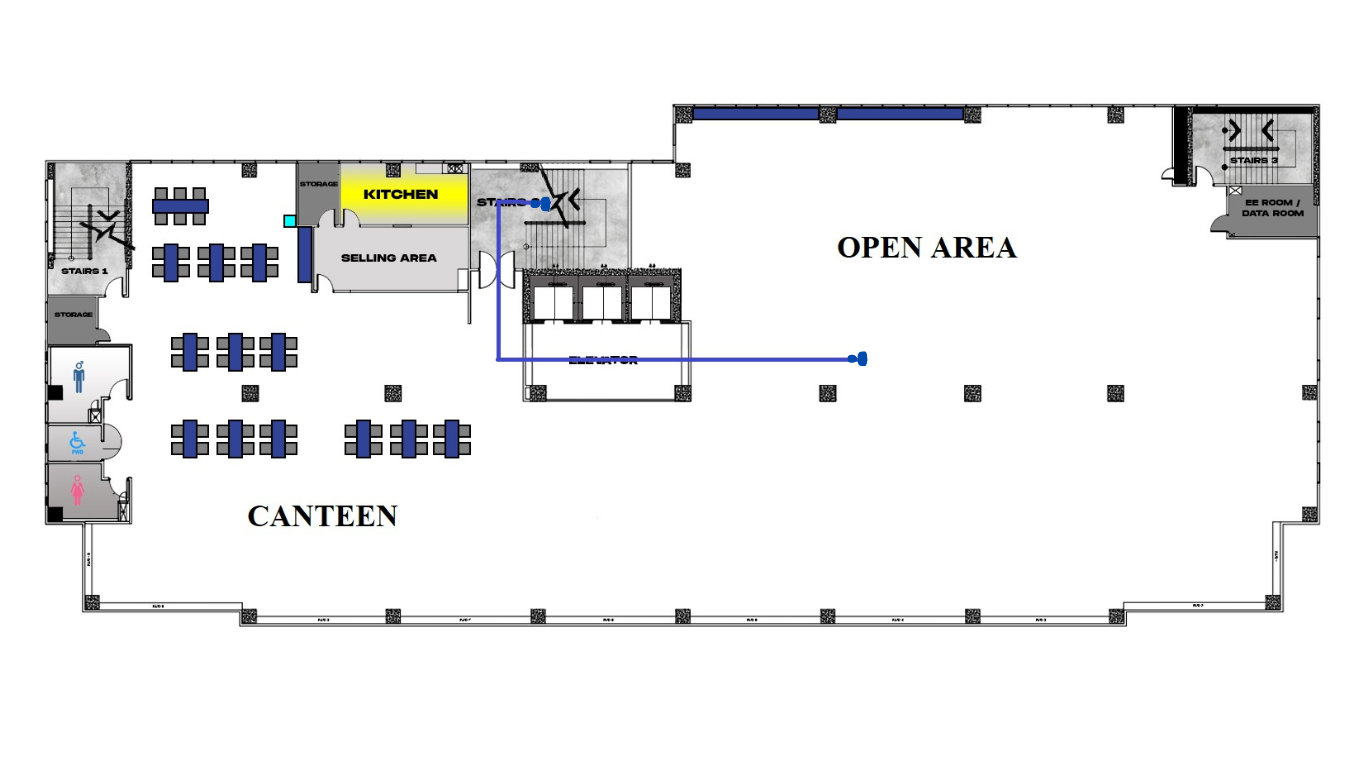 STORAGE
KITCHEN
STAIRS
STAIRS 3
EE ROOM /
DATA ROOM
OPEN AREA
SELLING AREA
STAIRS 1
STORAGE
ELEVATOR
PWD
CANTEEN